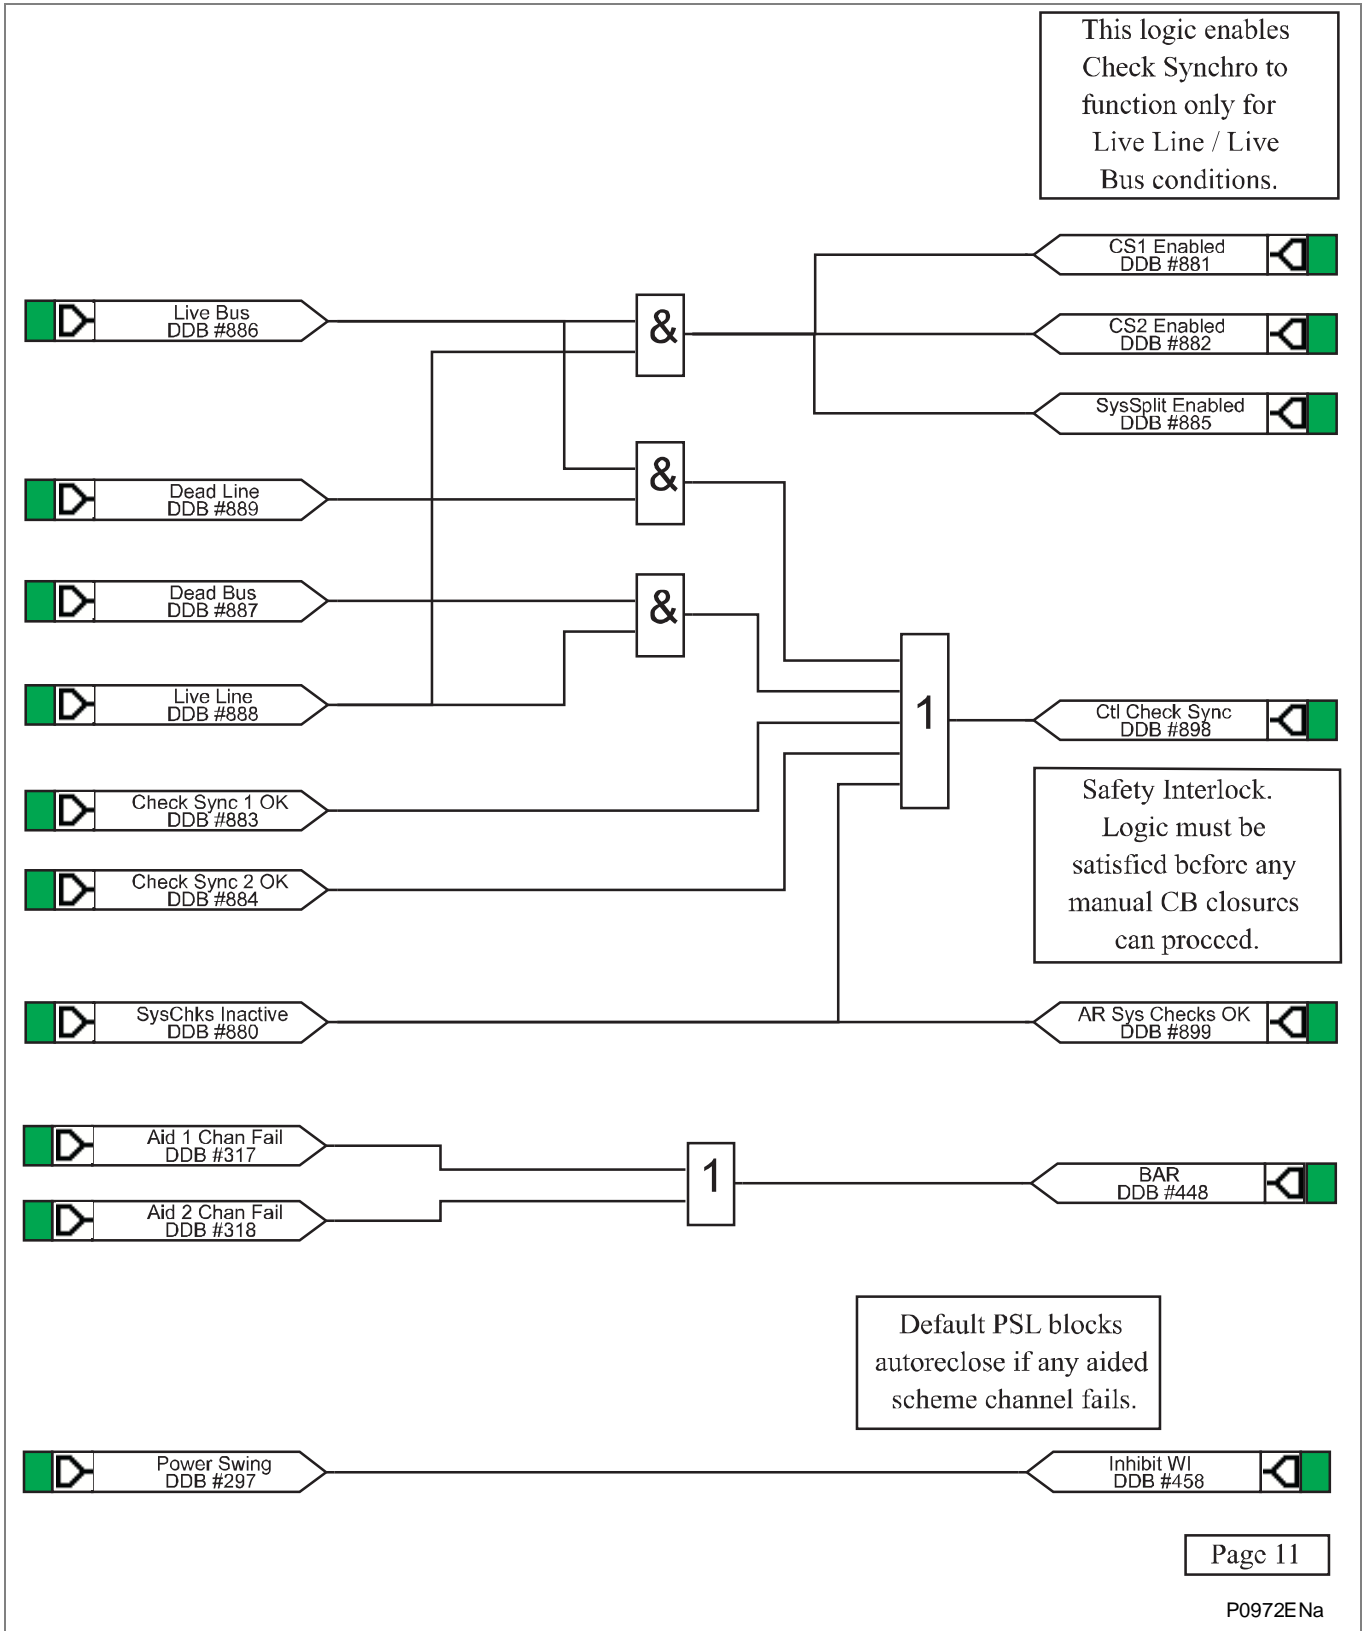 This logic enables
Check Synchro to
function only for
Live Line / Live
Bus conditions.
CS1 Enabled
DDB #881
Live Bus
DDB #886
&
CS2 Enabled
DDB #882
SysSplit Enabled
DDB #885
Dead Line
DDB #889
&
Dead Bus
DDB #887
&
Live Line
DDB #888
1
Ctl Check Sync
DDB #898
Check Sync 1 OK
DDB #883
Safety Interlock.
Logic must be
satisfied before any
manual CB closures
can proceed.
Check Sync 2 OK
DDB #884
SysChks Inactive
DDB #880
AR Sys Checks OK
DDB #899
Aid 1 Chan Fail
DDB #317
1
BAR
DDB #448
Aid 2 Chan Fail
DDB #318
Default PSL blocks
autoreclose if any aided
scheme channel fails.
Power Swing
DDB #297
Inhibit WI
DDB #458
Page 11
P0972ENa